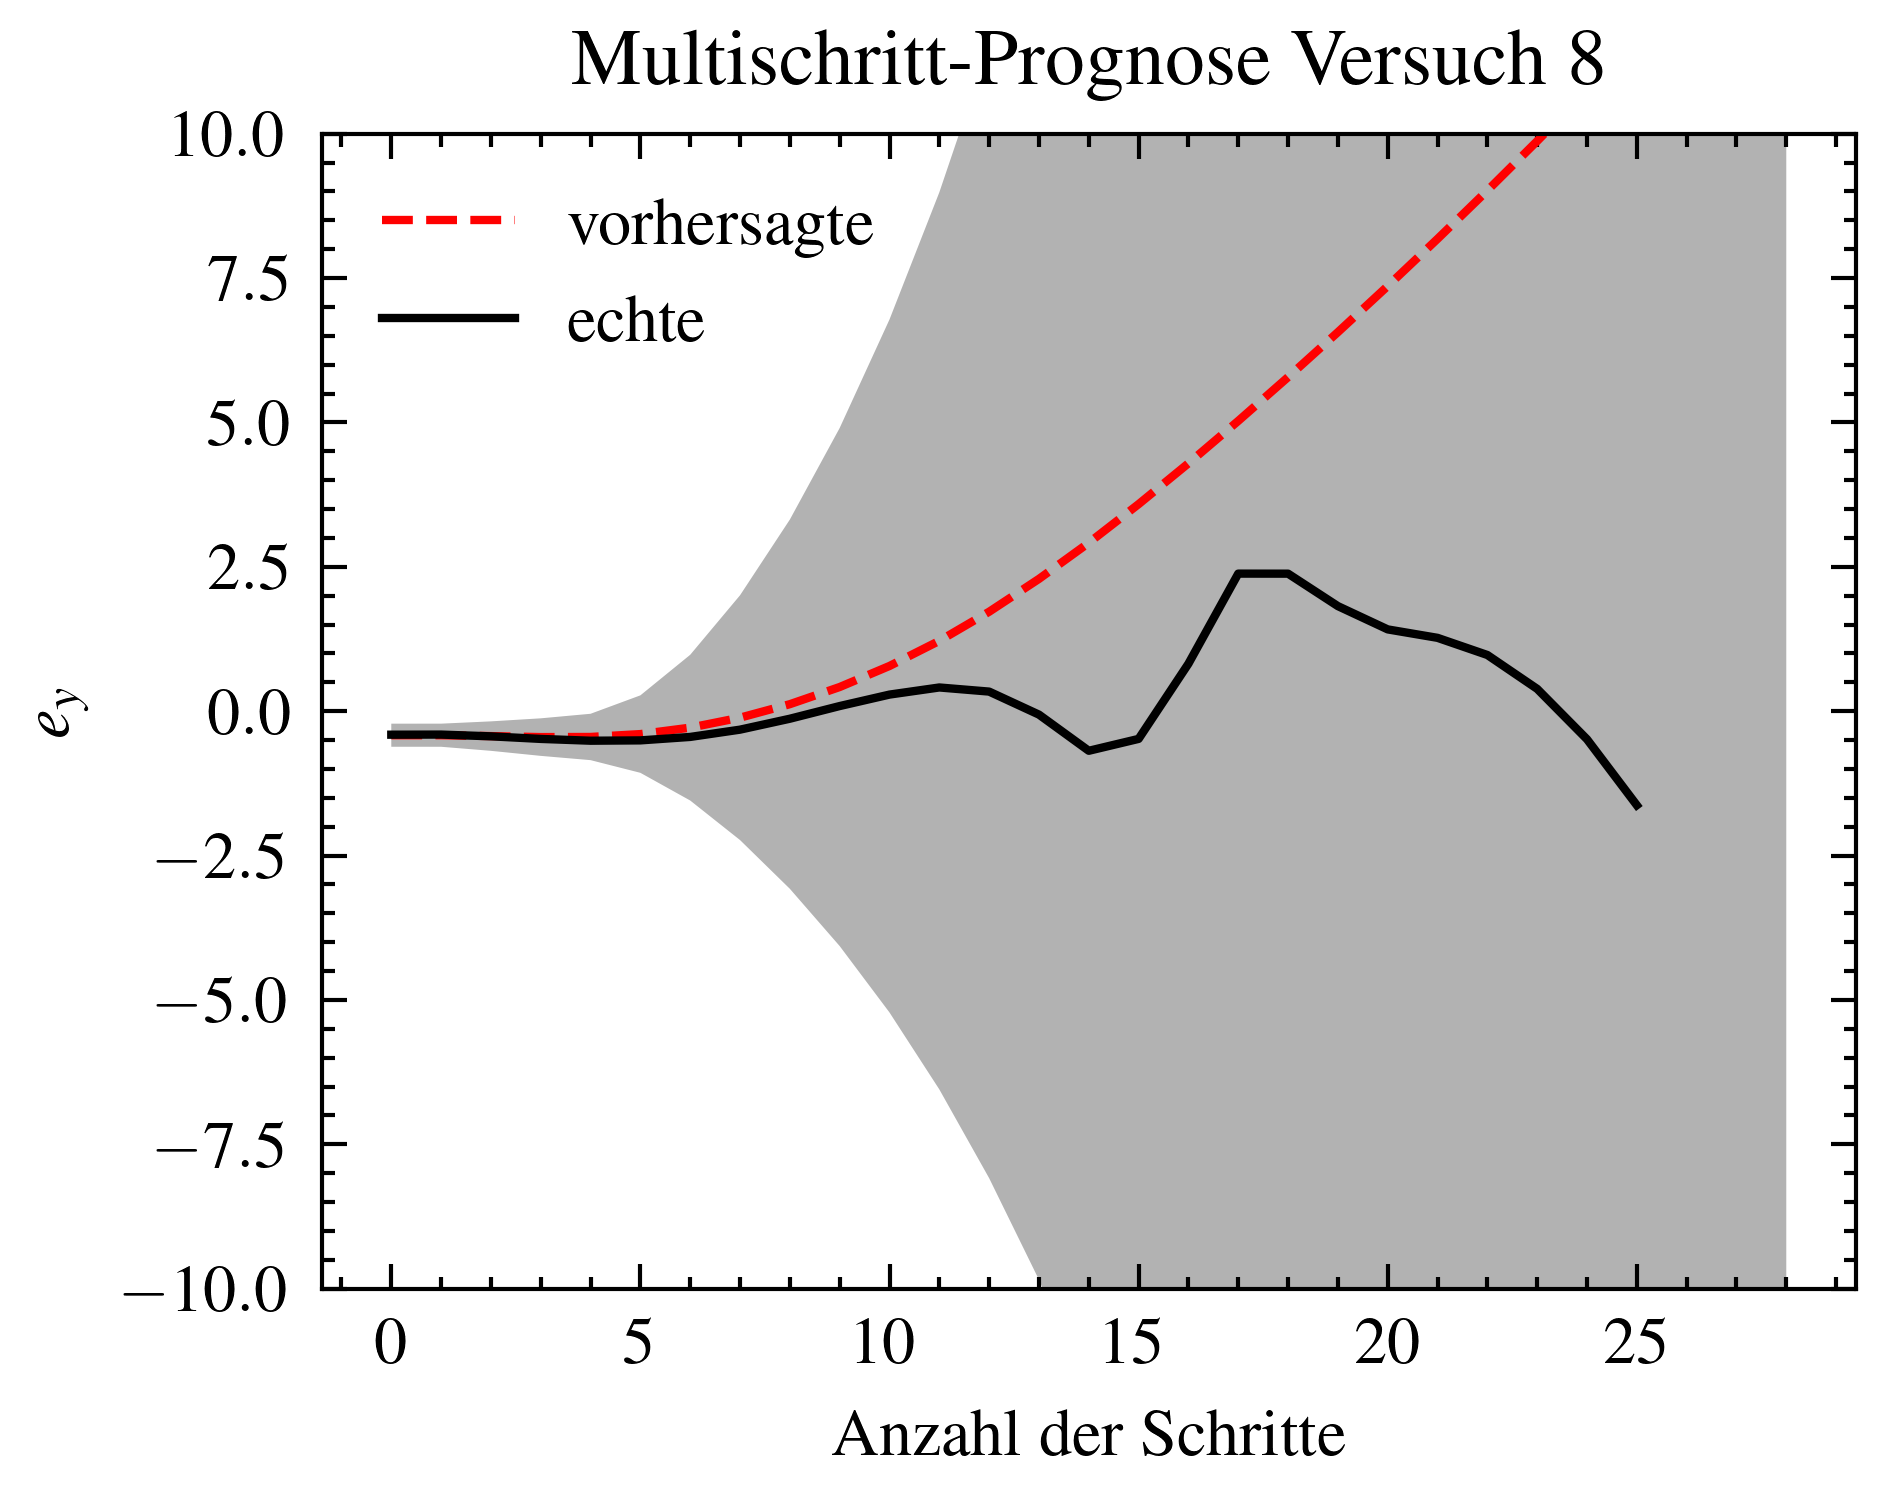 Multischritt-Prognose Versuch 8
10.0
7.5
5.0
2.5
0.0
−2.5
−5.0
−7.5
−10.0
e_y
vorhersagte
echte
0 5 10 15 20 25
Anzahl der Schritte